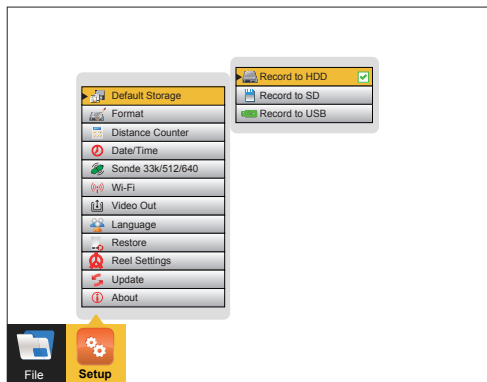 Default Storage
Format
Distance Counter
Date/Time
Sonde 33k/512/640
Wi-Fi
Video Out
Language
Restore
Reel Settings
Update
About
Record to HDD
Record to SD
Record to USB
File
Setup